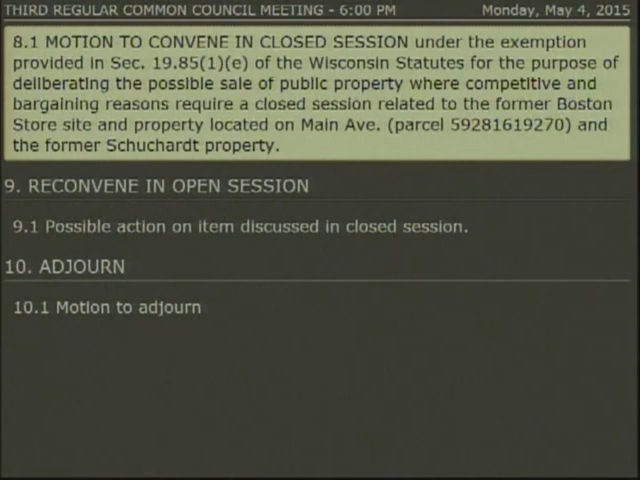 THIRD REGULAR COMMON COUNCIL MEETING - 6:00 PM Monday, May 4, 2015
8.1 MOTION TO CONVENE IN CLOSED SESSION under the exemption
provided in Sec. 19.85(1)(e) of the Wisconsin Statutes for the purpose of
deliberating the possible sale of public property where competitive and
bargaining reasons require a closed session related to the former Boston
Store site and property located on Main Ave. (parcel 59281619270) and
the former Schuchardt property.
9. RECONVENE IN OPEN SESSION
9.1 Possible action on item discussed in closed session.
10. ADJOURN
10.1 Motion to adjourn